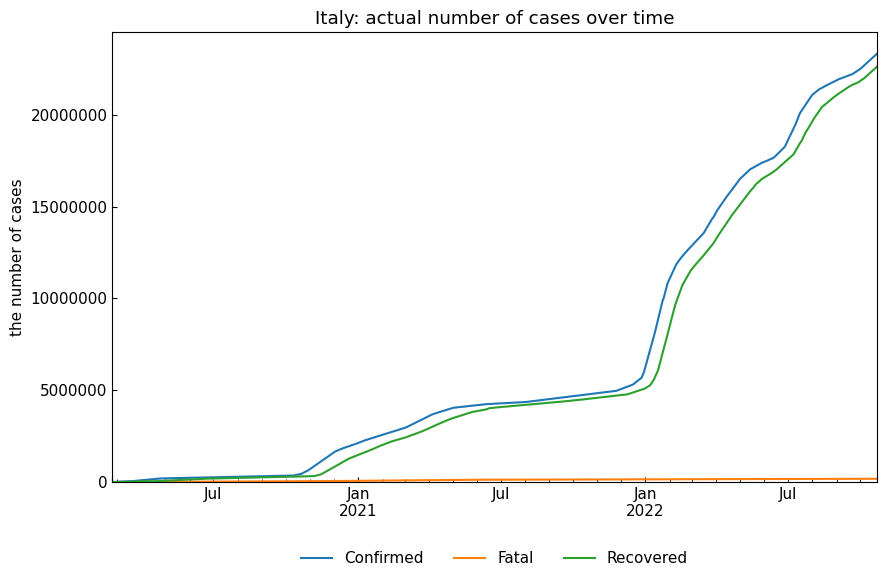 Italy: actual number of cases over time
the number of cases
20000000
15000000
10000000
5000000
0
Jul Jan Jul Jan Jul
2021 2022
Confirmed Fatal Recovered